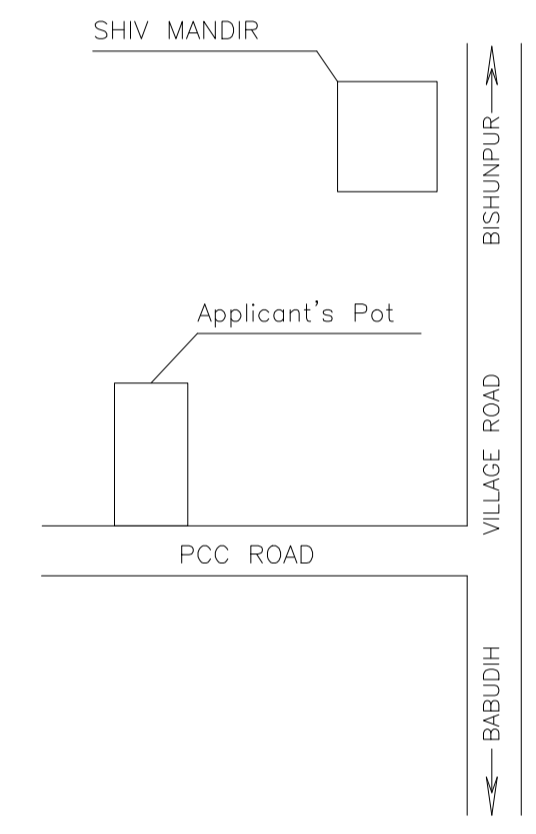 SHIV MANDIR
BISHUNPUR
Applicant's Pot
VILLAGE ROAD
PCC ROAD
BABUDIH